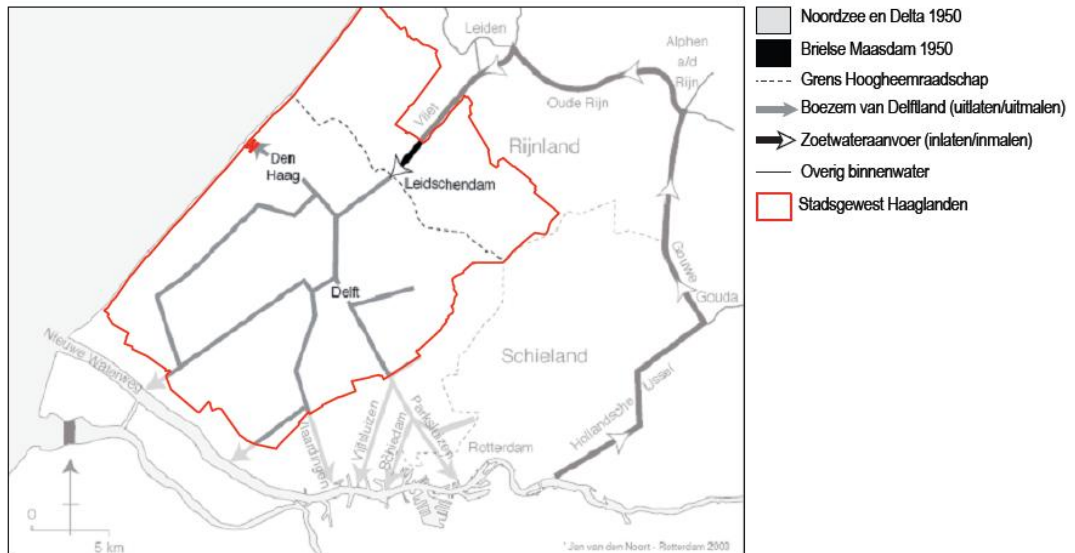 Leiden
Alphen
a/d
Rijn
Oude Rijn
Vliet
Rijnland
Den
Haag
Leidschendam
Gouwe
Gouda
Delft
Schieland
Nieuwe Waterweg
Hollandsche IJssel
Vlaardingen
Vijfsluizen
Schiedam
Parksluizen
Rotterdam
0
5 km
* Jan van den Noort - Rotterdam 2003
Noordzee en Delta 1950
Brielse Maasdam 1950
Grens Hoogheemraadschap
Boezem van Delftland (uitlaten/uitmalen)
Zoetwateraanvoer (inlaten/inmalen)
Overig binnenwater
Stadsgewest Haaglanden